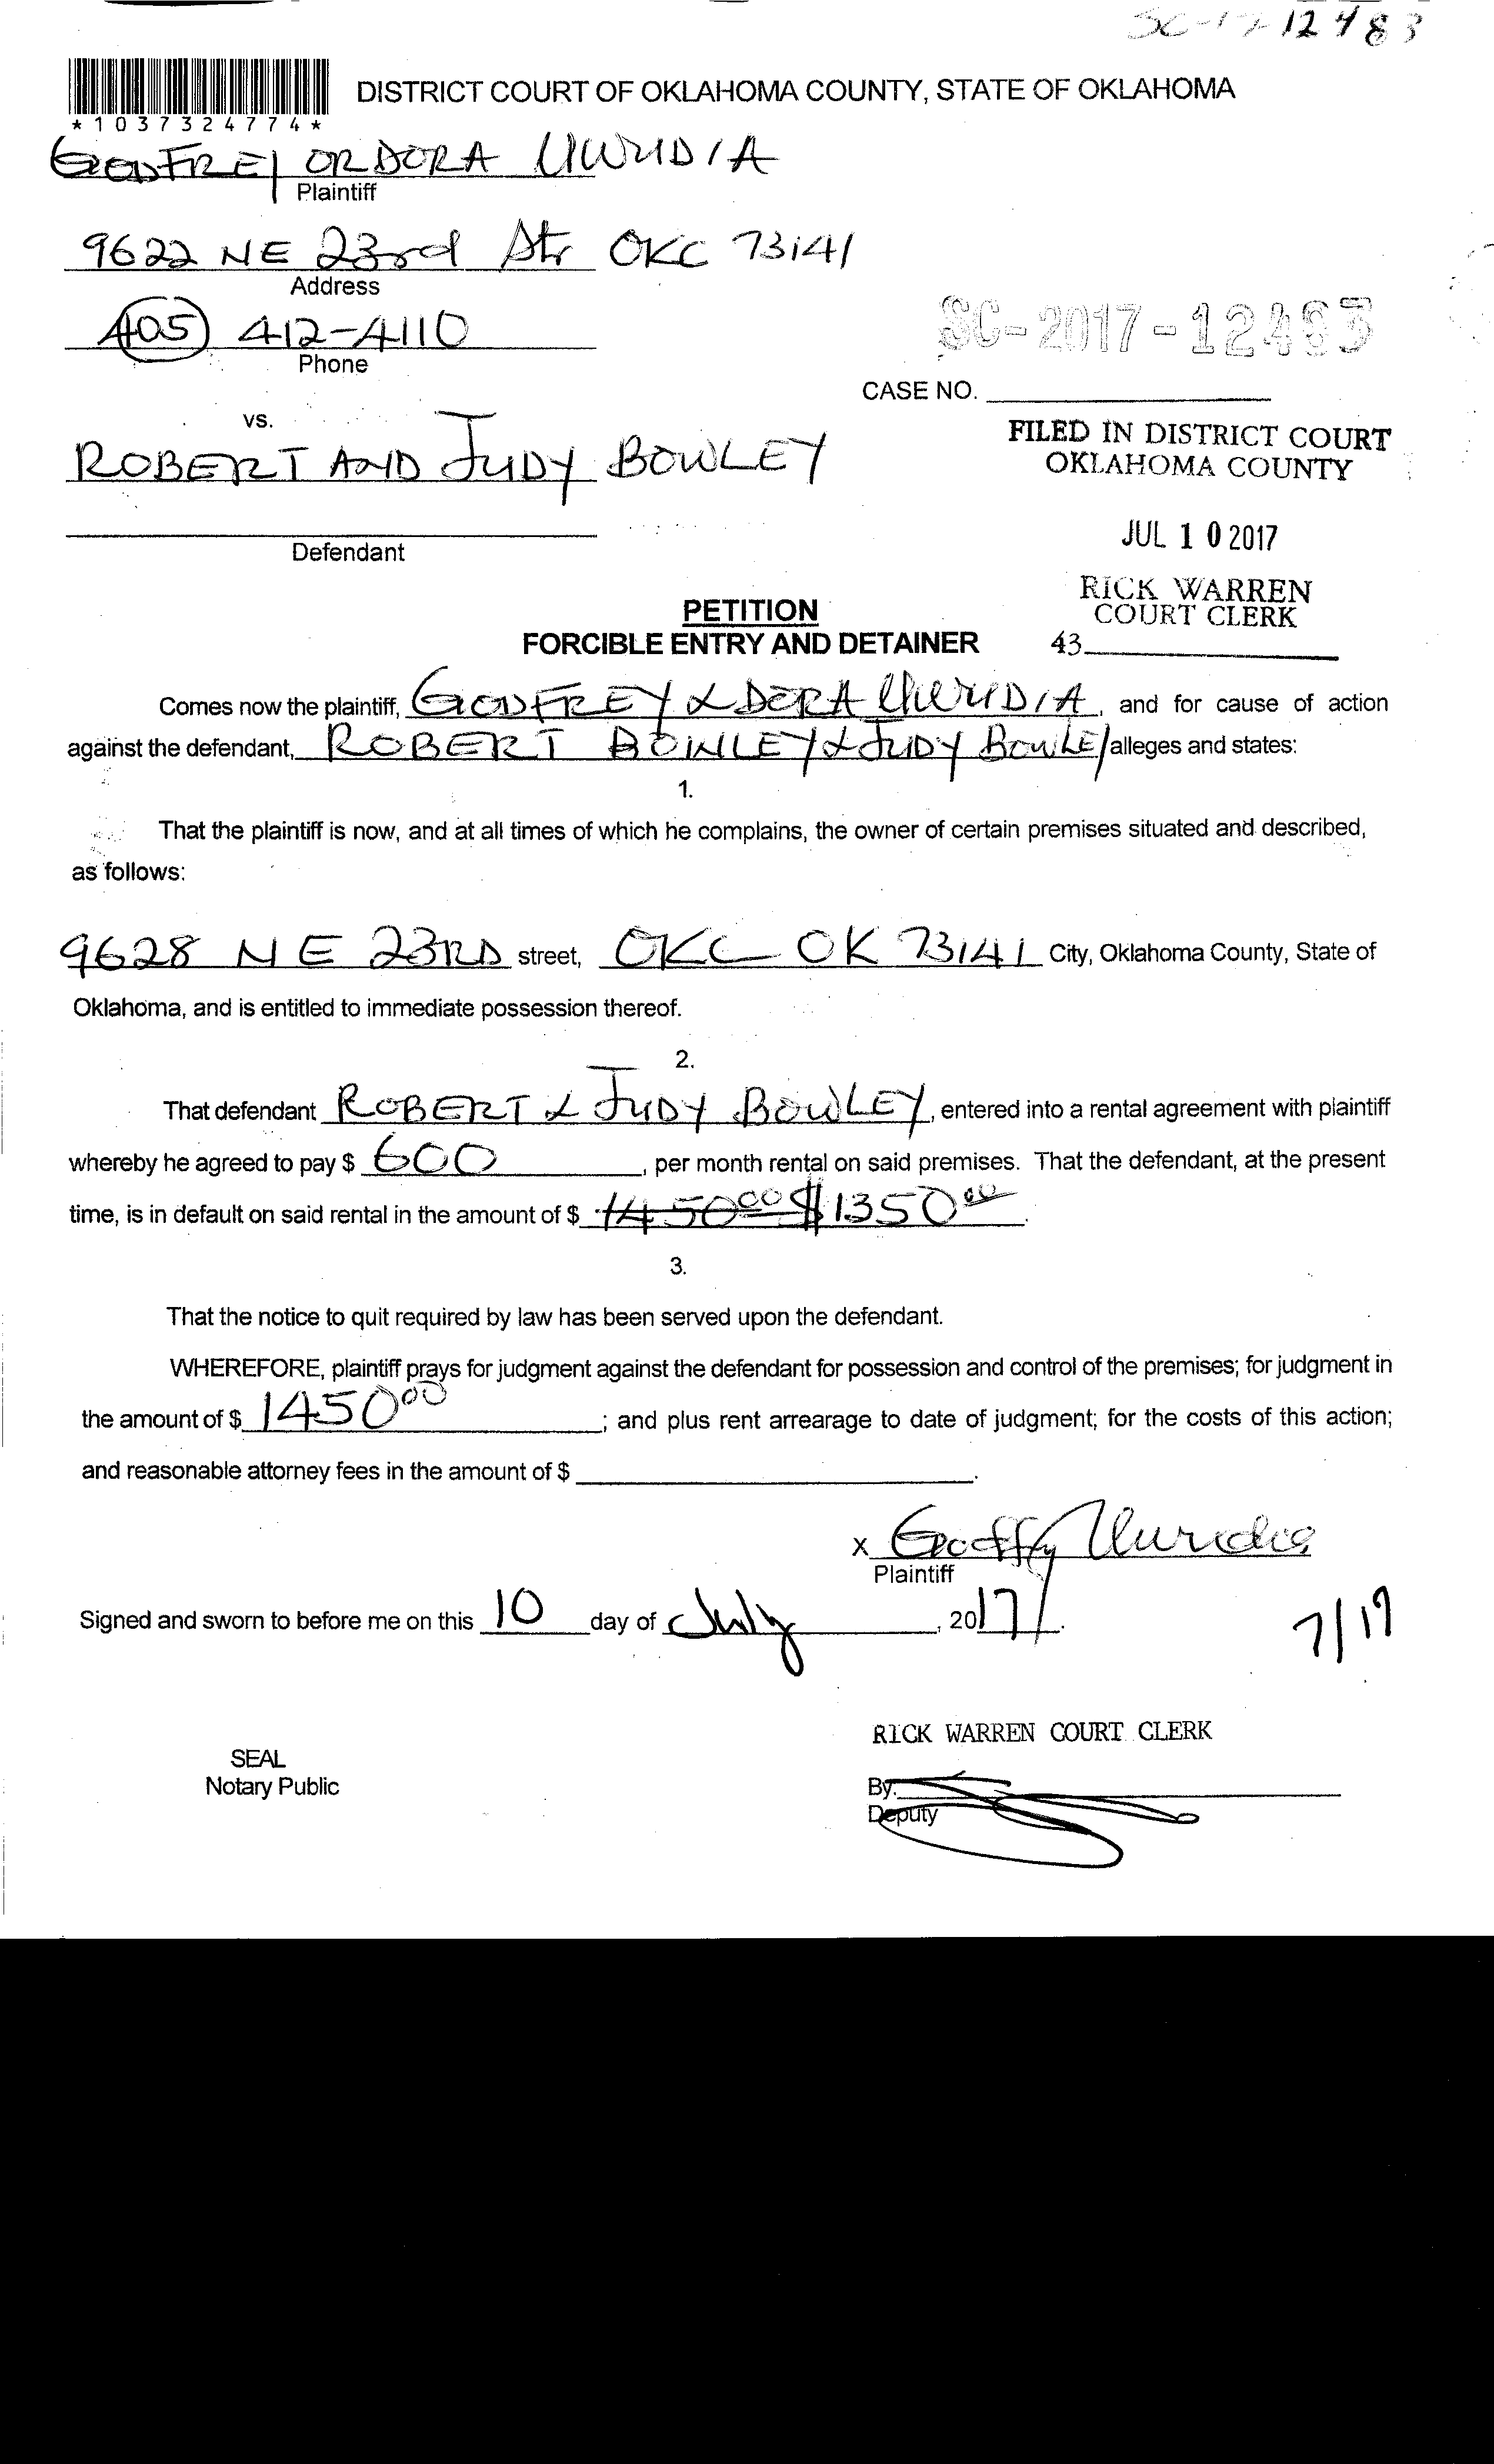 SC-17-12483
DISTRICT COURT OF OKLAHOMA COUNTY, STATE OF OKLAHOMA
*1037324774*
GODFREY OR DORA UWUDIA
Plaintiff
9622 NE 23rd Str OKC 73141
Address
(405) 412-4110
Phone
SC-2017-12483
CASE NO.
vs.
ROBERT AND JUDY BOWLEY
FILED IN DISTRICT COURT
OKLAHOMA COUNTY
Defendant
JUL 10 2017
RICK WARREN
COURT CLERK
43
PETITION
FORCIBLE ENTRY AND DETAINER
Comes now the plaintiff, GODFREY & DORA UWUDIA, and for cause of action
against the defendant, ROBERT BOWLEY & JUDY BOWLEY alleges and states:
1.
That the plaintiff is now, and at all times of which he complains, the owner of certain premises situated and described,
as follows:
9628 NE 23RD street, OKC OK 73141 City, Oklahoma County, State of
Oklahoma, and is entitled to immediate possession thereof.
2.
That defendant ROBERT & JUDY BOWLEY, entered into a rental agreement with plaintiff
whereby he agreed to pay $ 600, per month rental on said premises. That the defendant, at the present
time, is in default on said rental in the amount of $ 1450.00 $1350.00.
3.
That the notice to quit required by law has been served upon the defendant.
WHEREFORE, plaintiff prays for judgment against the defendant for possession and control of the premises; for judgment in
the amount of $ 1450.00; and plus rent arrearage to date of judgment; for the costs of this action;
and reasonable attorney fees in the amount of $.
x
Plaintiff
Signed and sworn to before me on this 10 day of July, 2017.
7/19
RICK WARREN COURT CLERK
SEAL
Notary Public
By:
Deputy